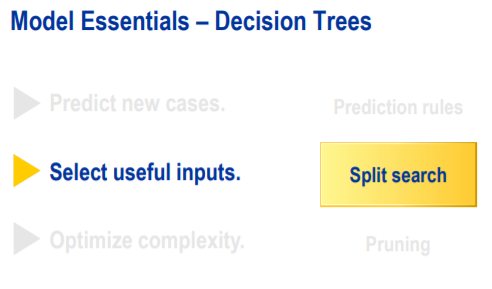 Model Essentials – Decision Trees
Predict new cases.
Prediction rules
Select useful inputs.
Split search
Optimize complexity.
Pruning